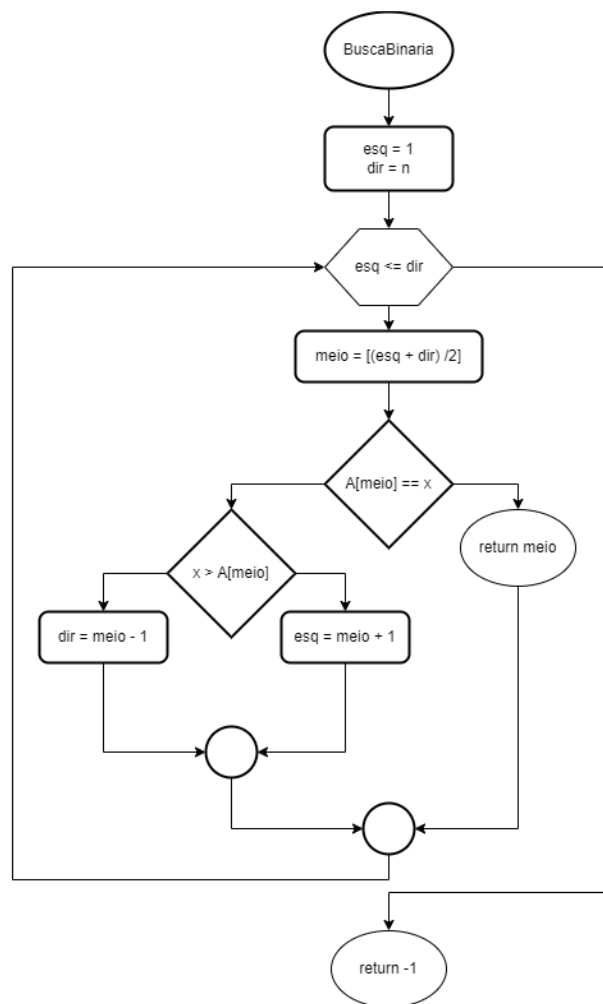 BuscaBinaria
esq = 1
dir = n
esq <= dir
meio = [(esq + dir) /2]
A[meio] == x
return meio
x > A[meio]
dir = meio - 1
esq = meio + 1
return -1